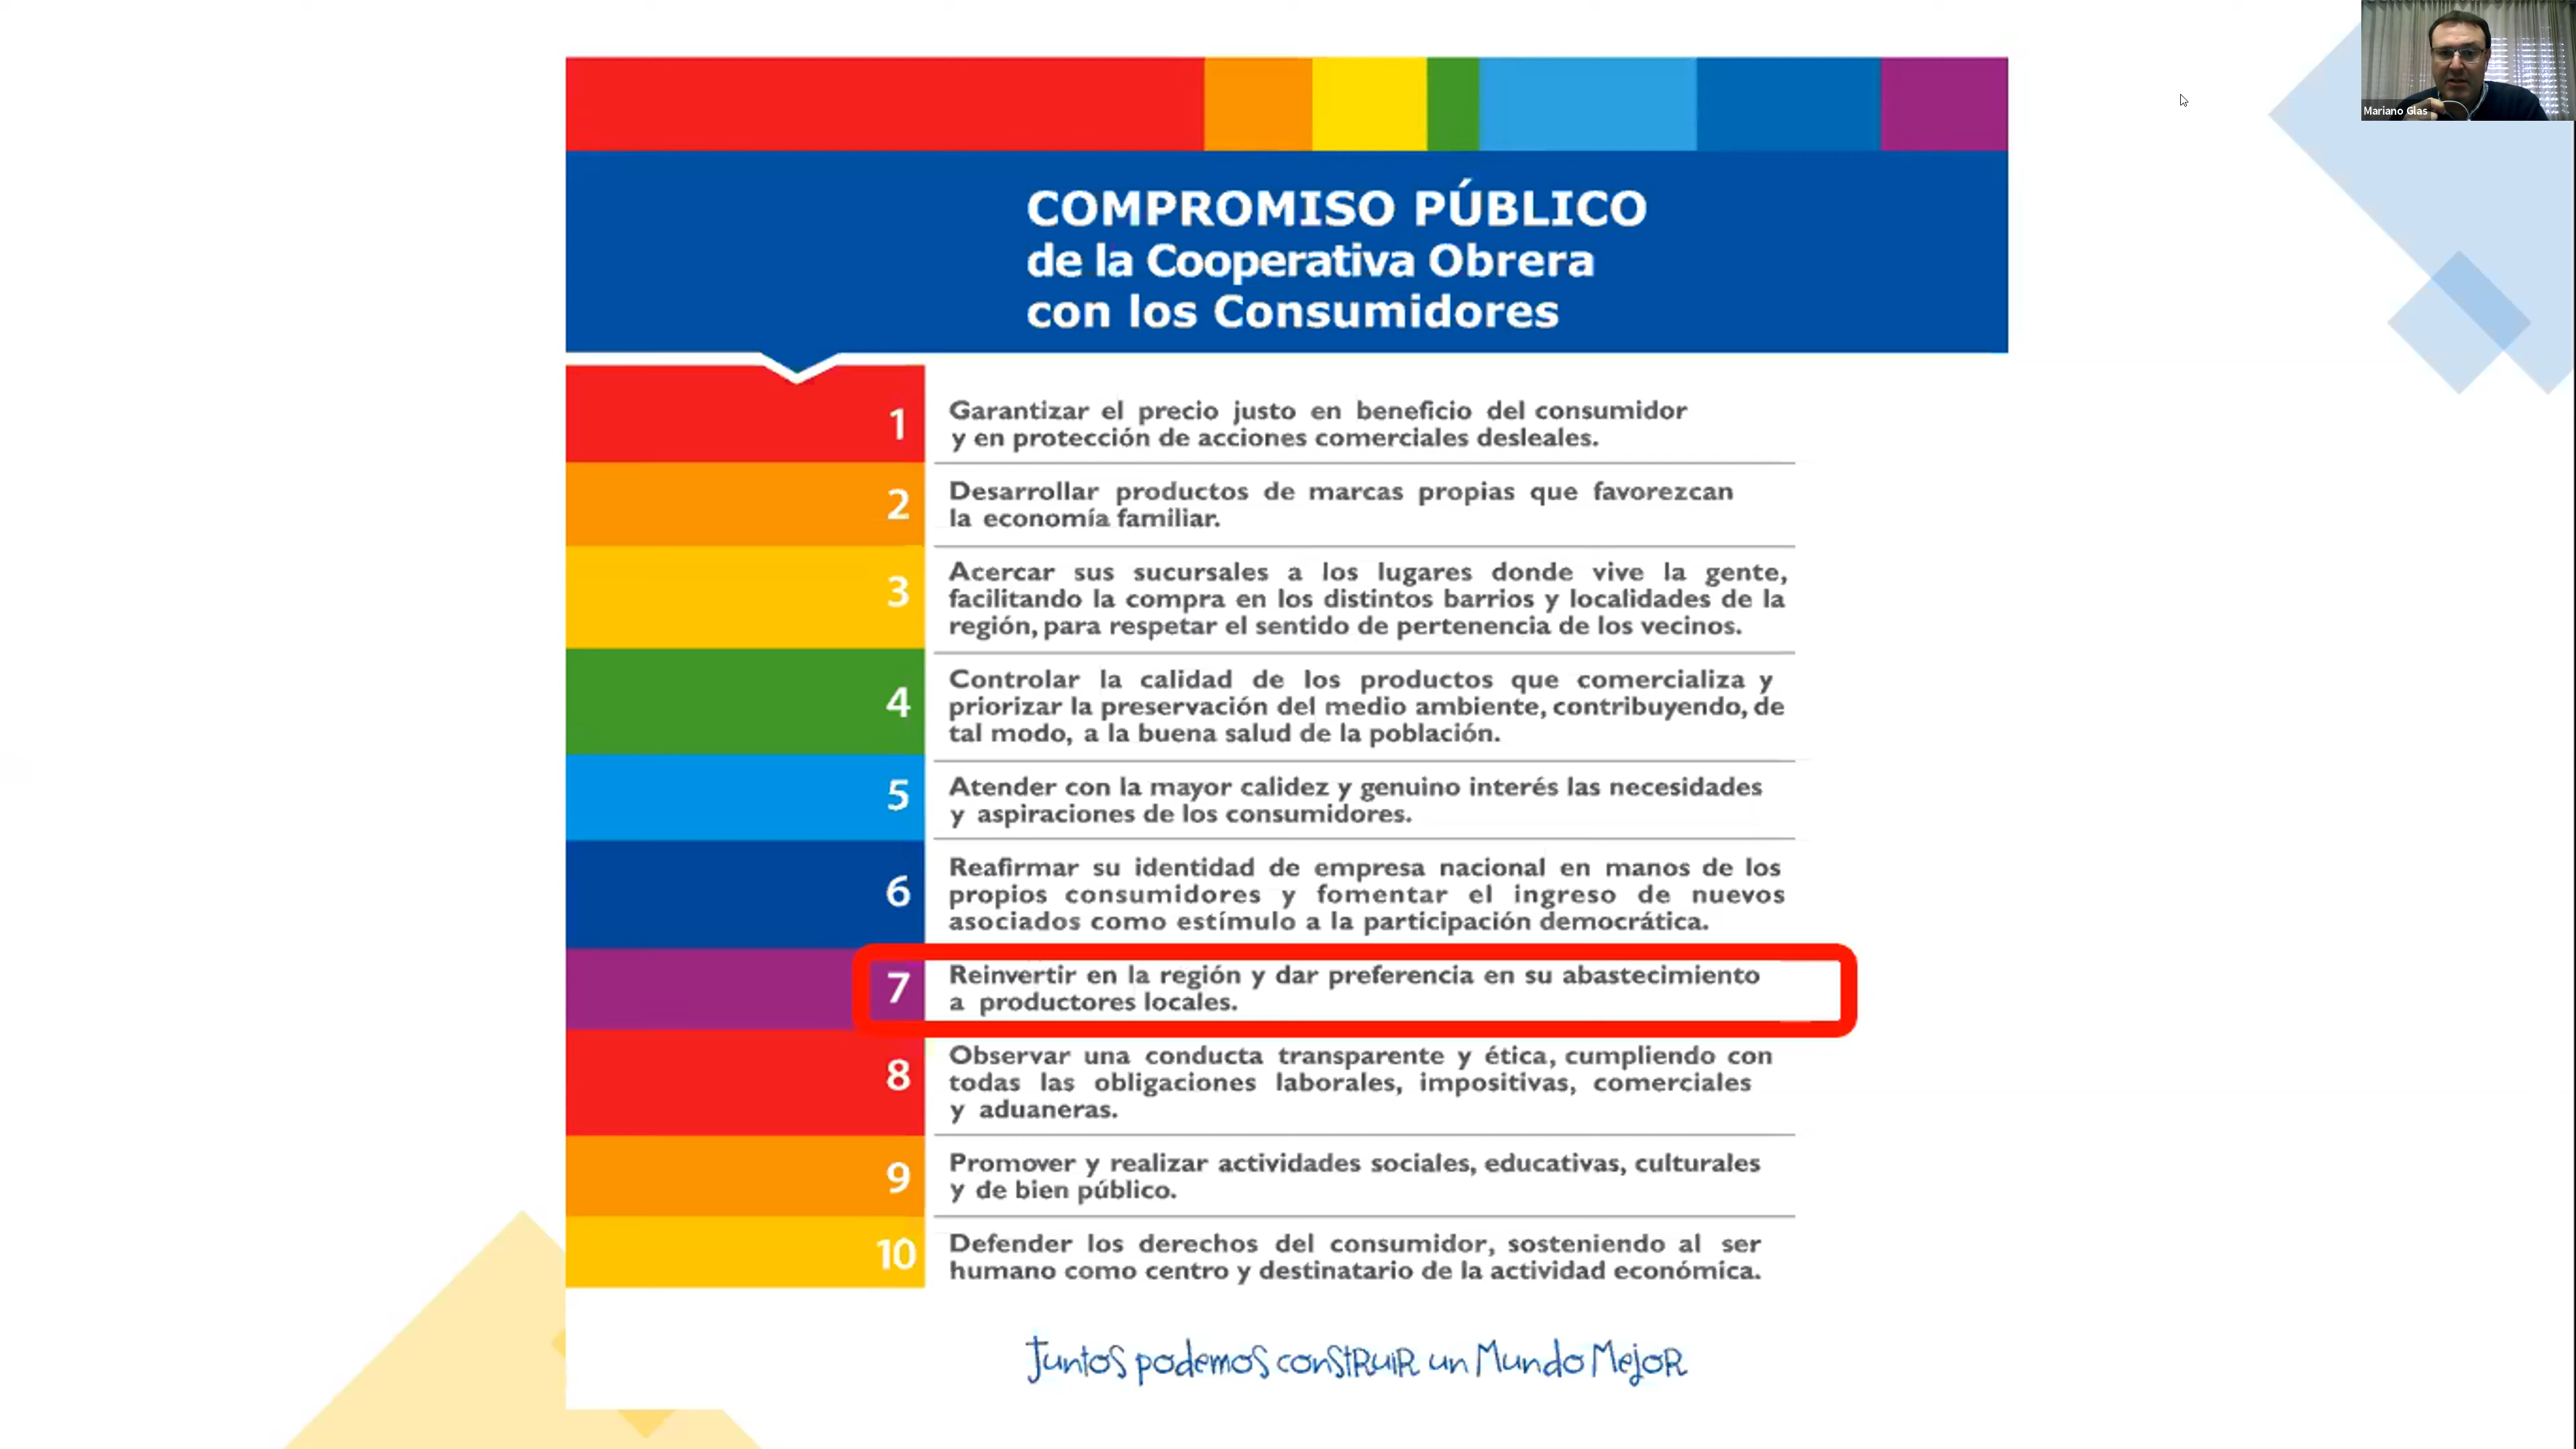 Mariano Glas
COMPROMISO PÚBLICO
de la Cooperativa Obrera
con los Consumidores
1
Garantizar el precio justo en beneficio del consumidor
y en protección de acciones comerciales desleales.
2
Desarrollar productos de marcas propias que favorezcan
la economía familiar.
3
Acercar sus sucursales a los lugares donde vive la gente,
facilitando la compra en los distintos barrios y localidades de la
región, para respetar el sentido de pertenencia de los vecinos.
4
Controlar la calidad de los productos que comercializa y
priorizar la preservación del medio ambiente, contribuyendo, de
tal modo, a la buena salud de la población.
5
Atender con la mayor calidez y genuino interés las necesidades
y aspiraciones de los consumidores.
6
Reafirmar su identidad de empresa nacional en manos de los
propios consumidores y fomentar el ingreso de nuevos
asociados como estímulo a la participación democrática.
7
Reinvertir en la región y dar preferencia en su abastecimiento
a productores locales.
8
Observar una conducta transparente y ética, cumpliendo con
todas las obligaciones laborales, impositivas, comerciales
y aduaneras.
9
Promover y realizar actividades sociales, educativas, culturales
y de bien público.
10
Defender los derechos del consumidor, sosteniendo al ser
humano como centro y destinatario de la actividad económica.
Juntos podemos construir un Mundo Mejor